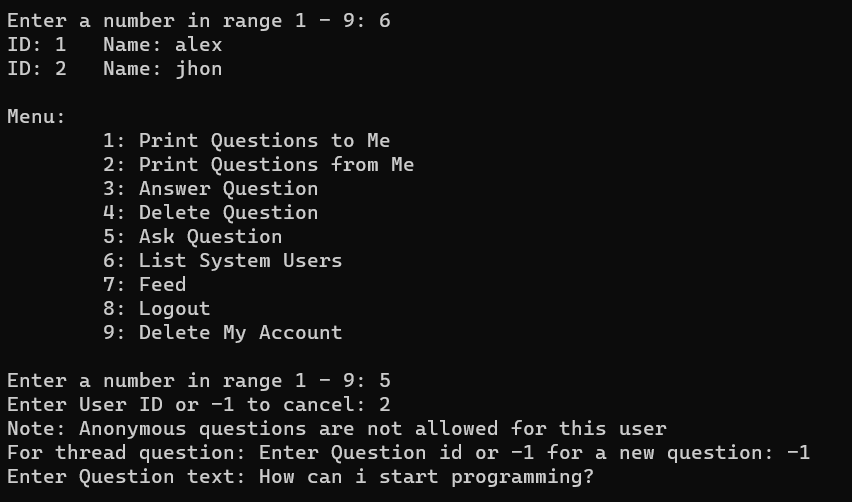 Enter a number in range 1 - 9: 6
ID: 1   Name: alex
ID: 2   Name: jhon
Menu:
        1: Print Questions to Me
        2: Print Questions from Me
        3: Answer Question
        4: Delete Question
        5: Ask Question
        6: List System Users
        7: Feed
        8: Logout
        9: Delete My Account
Enter a number in range 1 - 9: 5
Enter User ID or -1 to cancel: 2
Note: Anonymous questions are not allowed for this user
For thread question: Enter Question id or -1 for a new question: -1
Enter Question text: How can i start programming?